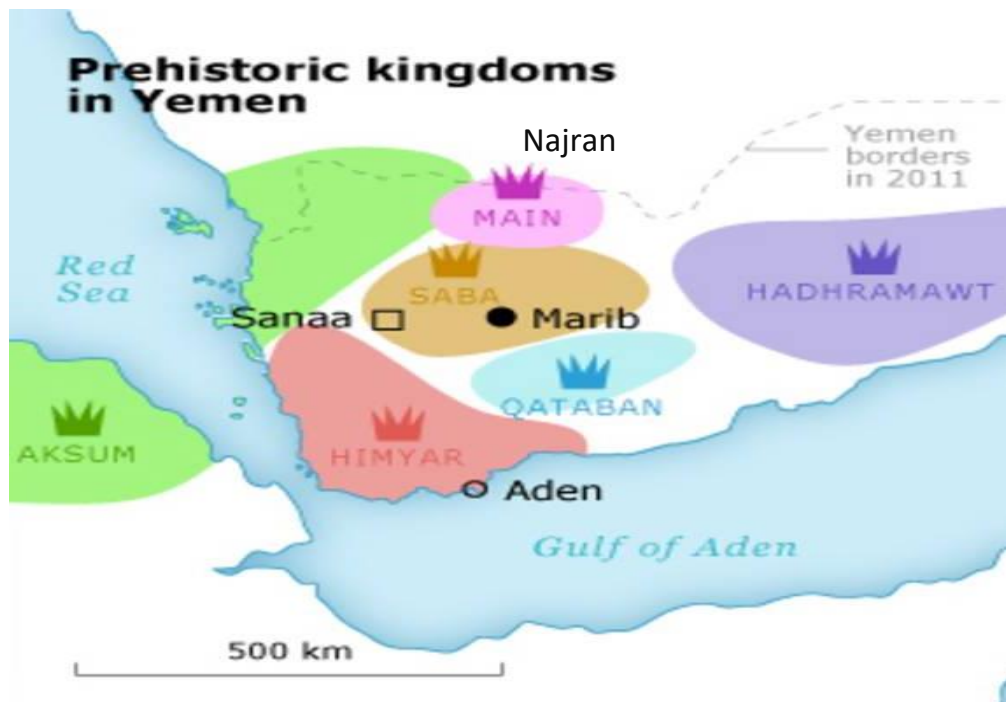 Prehistoric kingdoms
in Yemen
Najran
Yemen
borders
in 2011
MAIN
Red
Sea
SABA
HADHRAMAWT
Sanaa
Marib
QATABAN
AKSUM
HIMYAR
Aden
Gulf of Aden
500 km